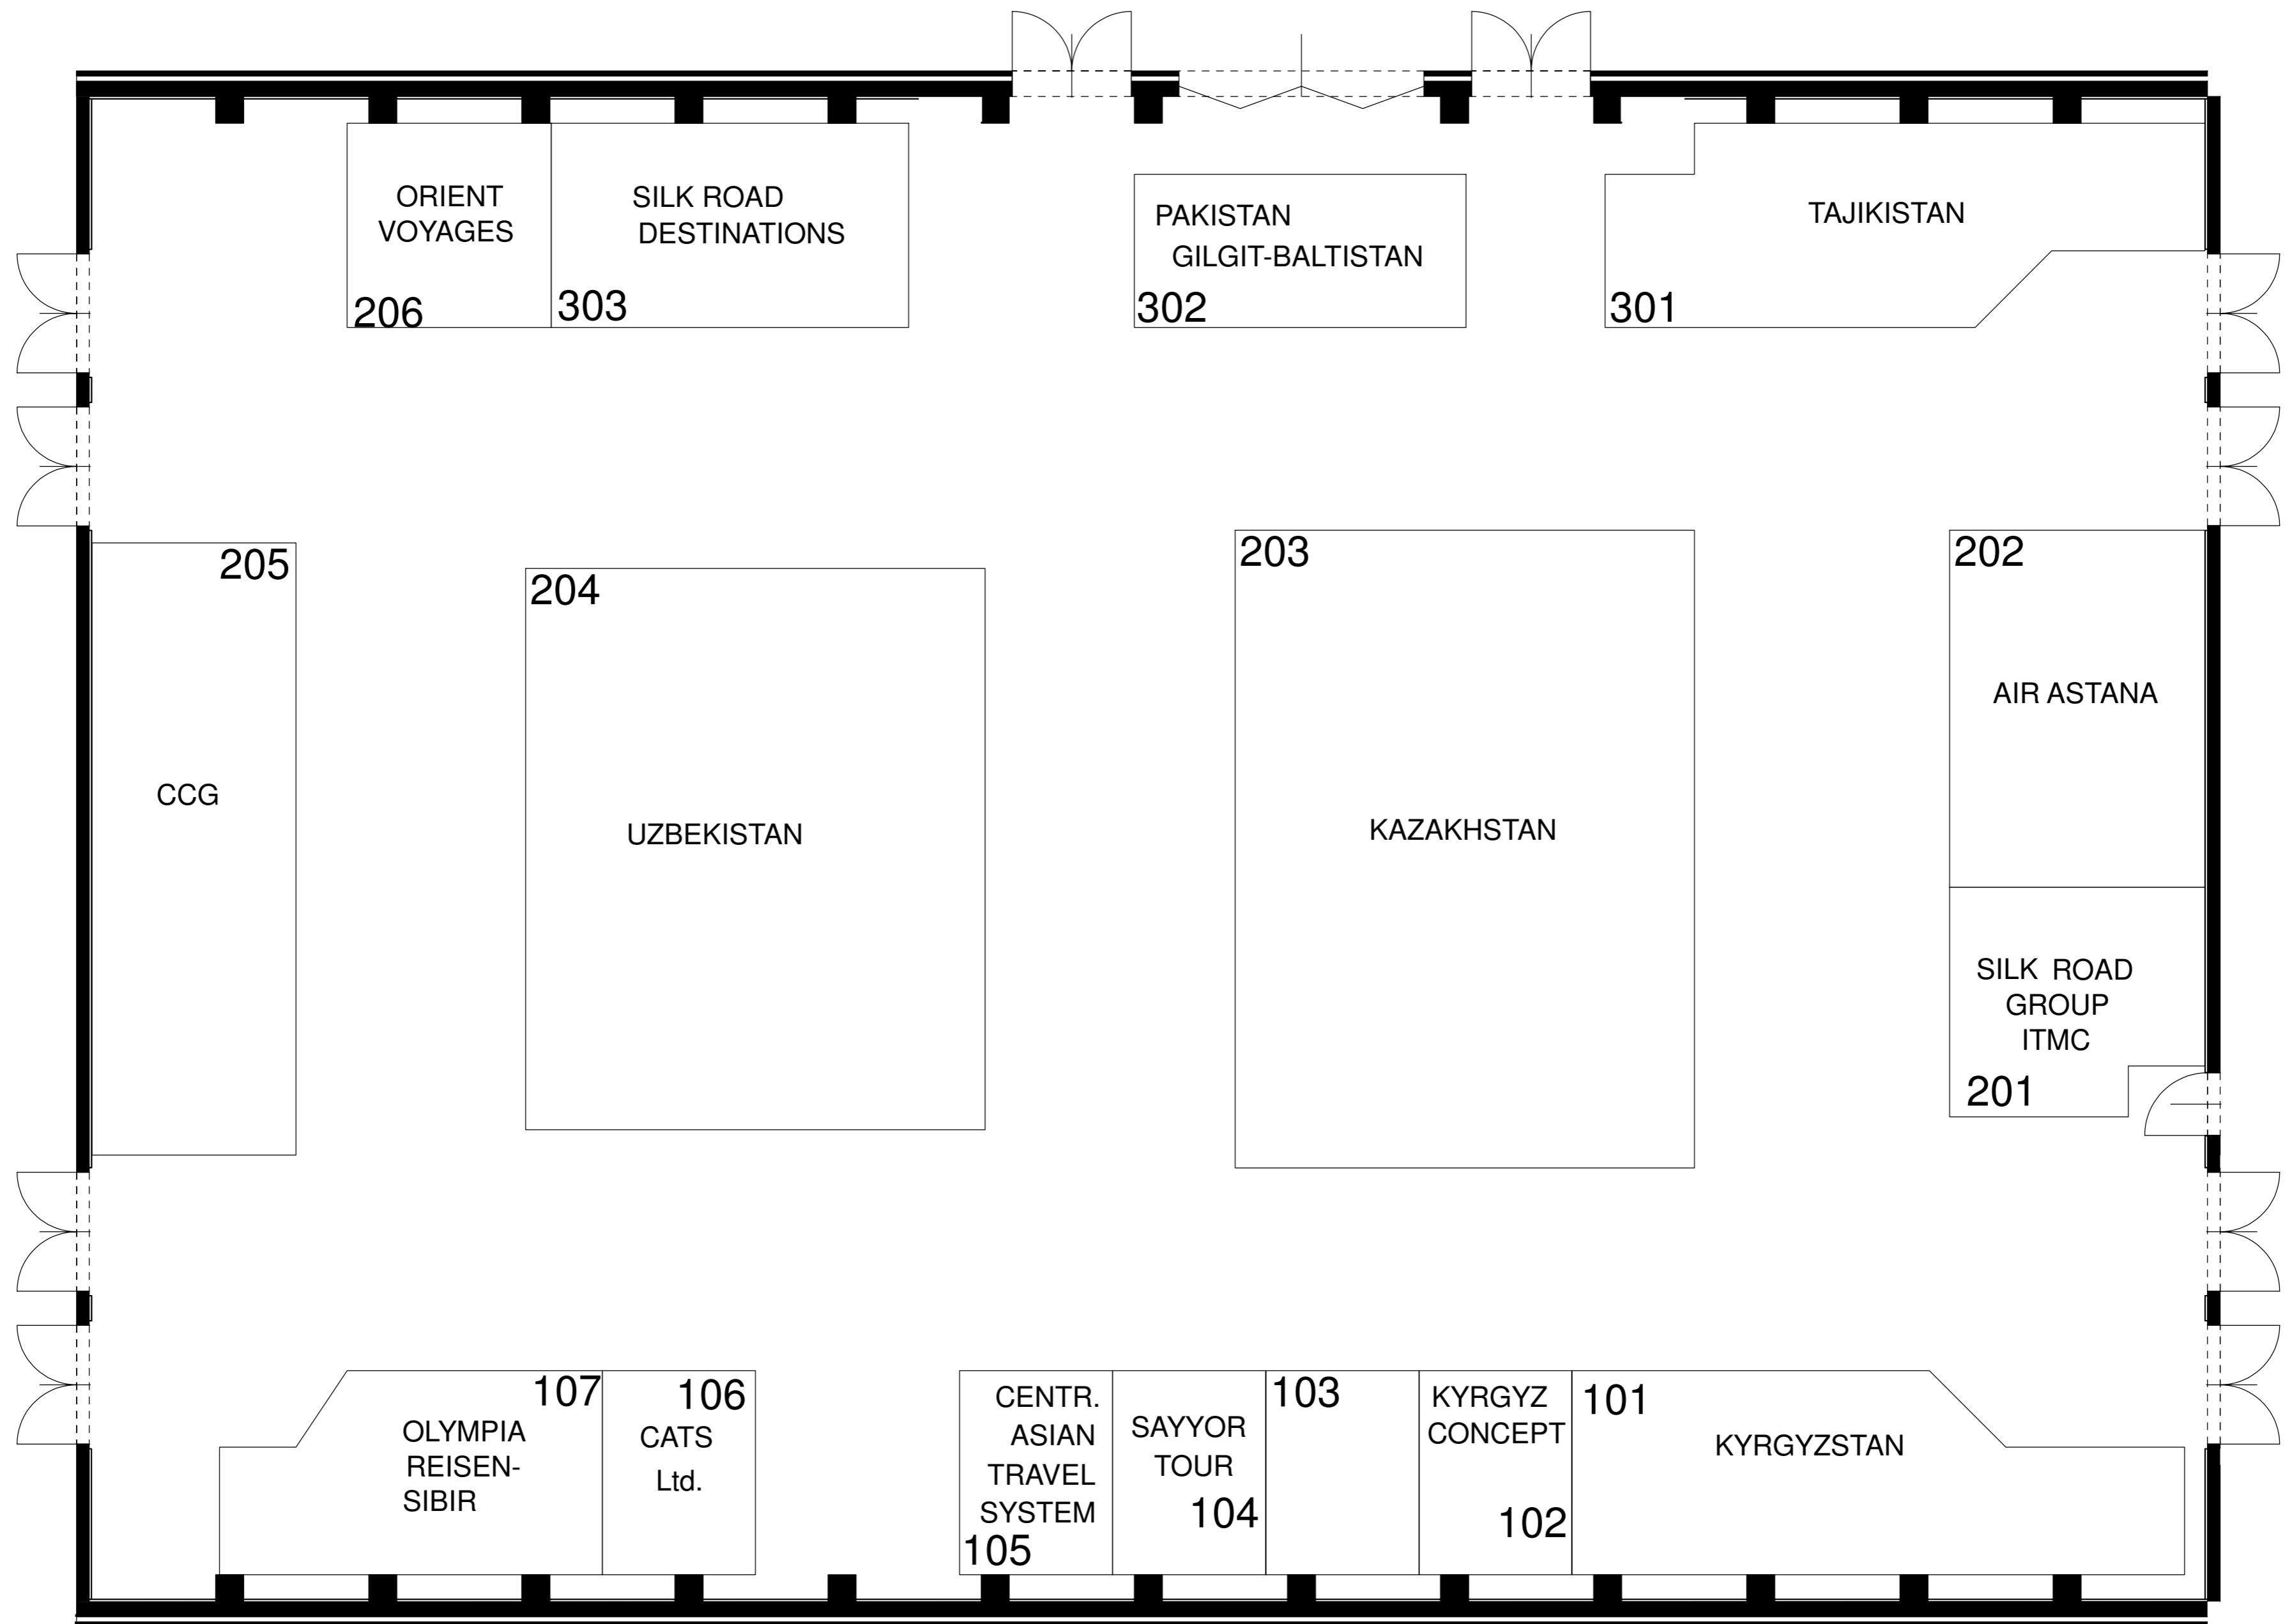 ORIENT
VOYAGES
206
SILK ROAD
DESTINATIONS
303
PAKISTAN
GILGIT-BALTISTAN
302
TAJIKISTAN
301
205
CCG
204
UZBEKISTAN
203
KAZAKHSTAN
202
AIR ASTANA
SILK ROAD
GROUP
ITMC
201
107
OLYMPIA
REISEN-
SIBIR
106
CATS
Ltd.
CENTR.
ASIAN
TRAVEL
SYSTEM
105
SAYYOR
TOUR
104
103
KYRGYZ
CONCEPT
102
101
KYRGYZSTAN